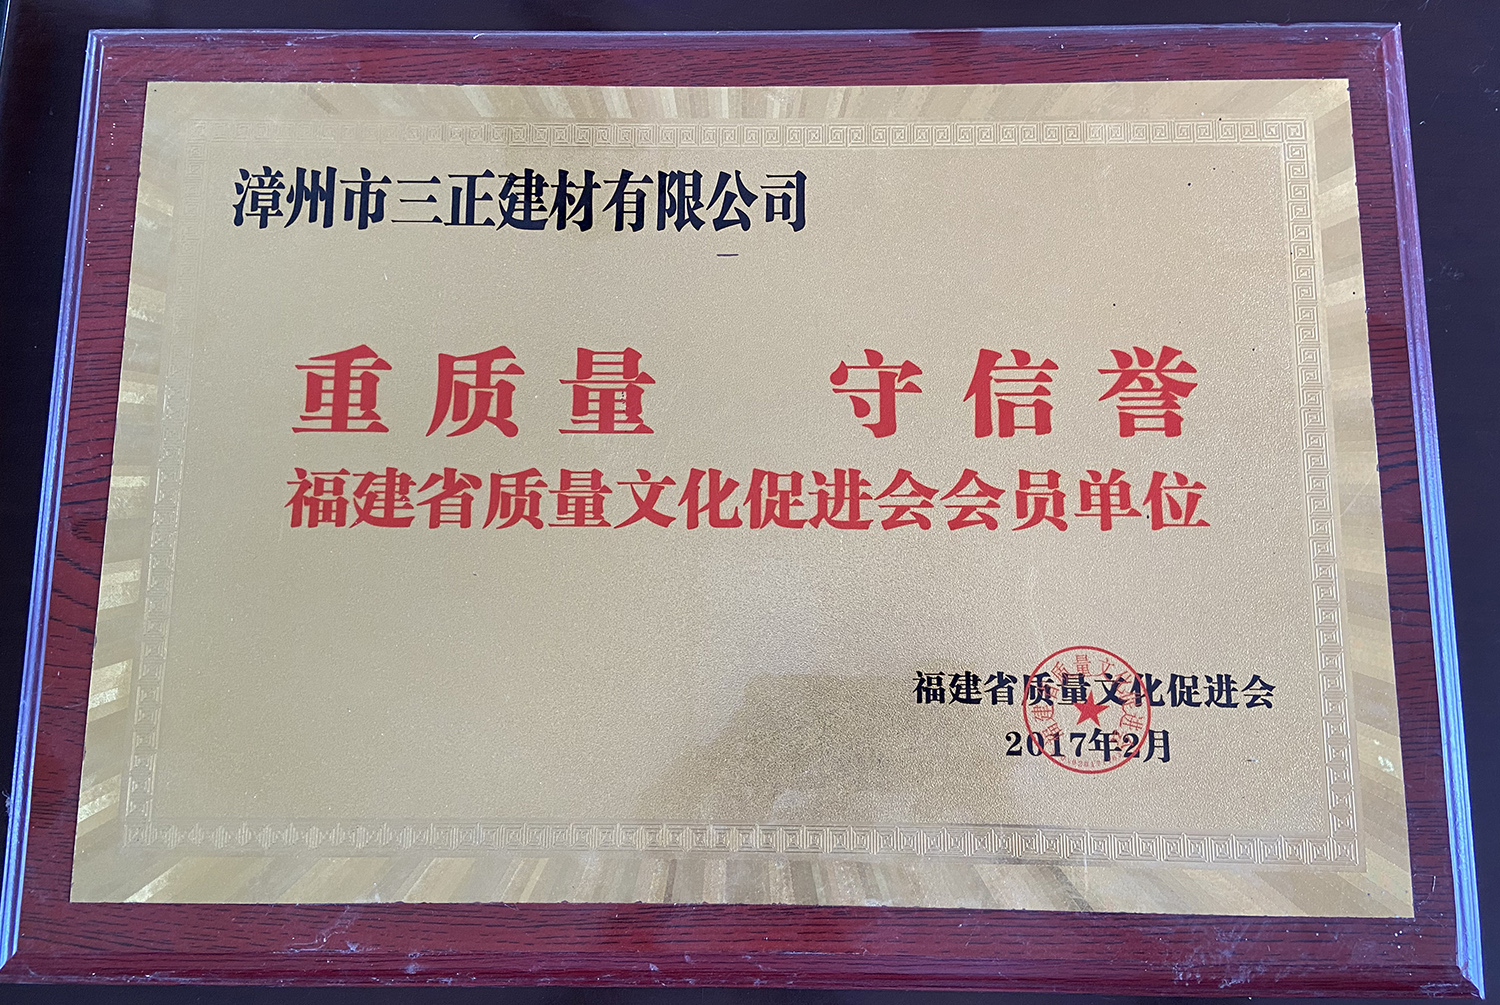 漳州市三正建材有限公司
重质量 守信誉
福建省质量文化促进会会员单位
福建省质量文化促进会
2017年2月